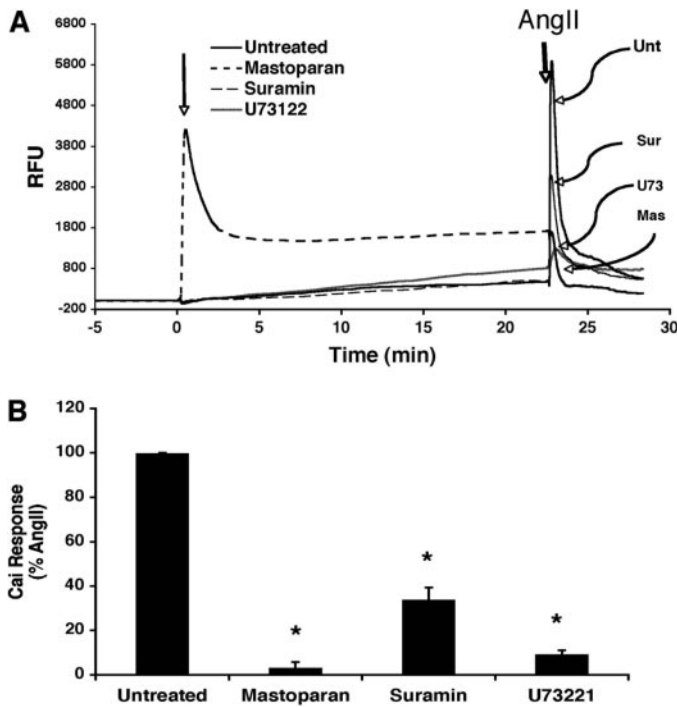 A
AngII
Untreated
Mastoparan
Suramin
U73122
Unt
Sur
U73
Mas
RFU
6800
5800
4800
3800
2800
1800
800
-200
-5 0 5 10 15 20 25 30
Time (min)
B
Cai Response
(% AngII)
120
100
80
60
40
20
0
* * *
Untreated Mastoparan Suramin U73221